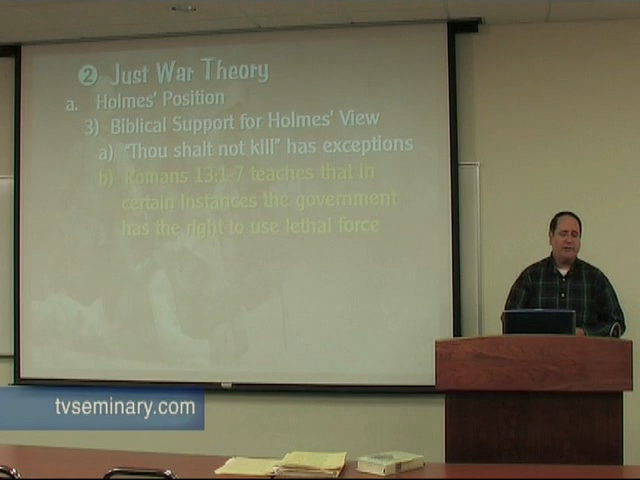 2 Just War Theory
a. Holmes' Position
3) Biblical Support for Holmes' View
a) "Thou shalt not kill" has exceptions
b) Romans 13:1-7 teaches that in
certain instances the government
has the right to use lethal force
tvseminary.com